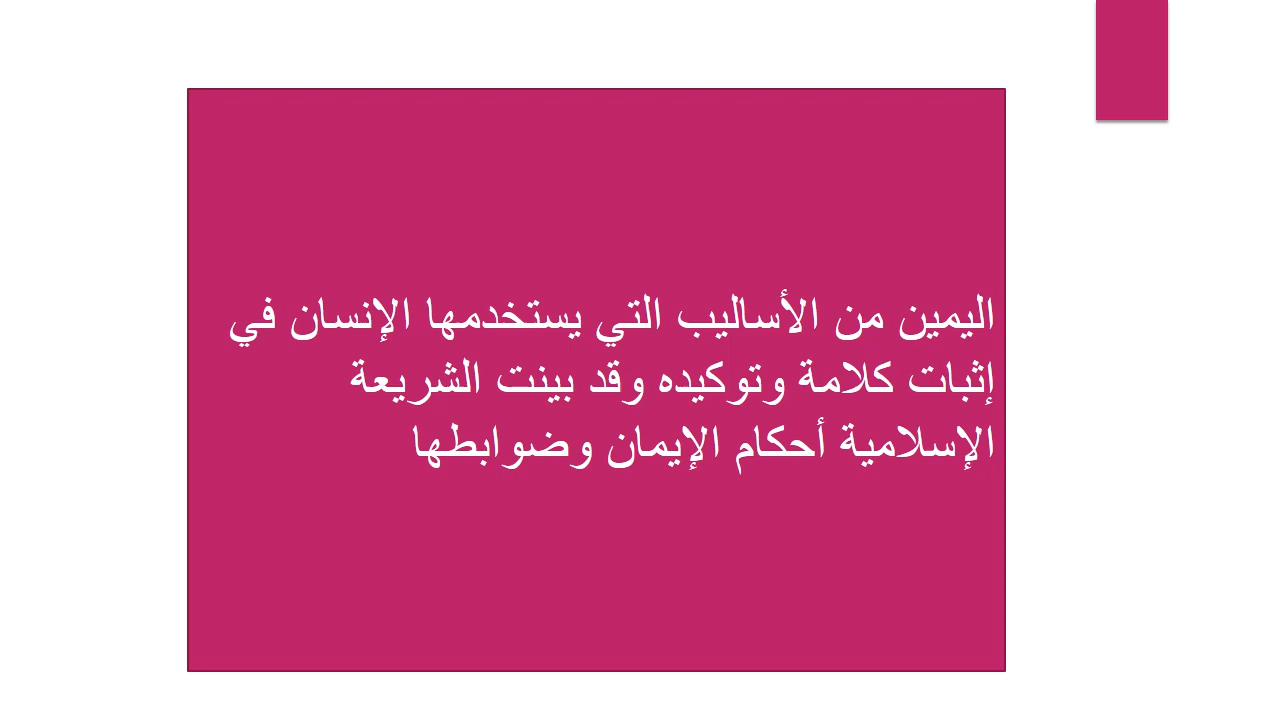 اليمين من الأساليب التي يستخدمها الإنسان في
إثبات كلامة وتوكيده وقد بينت الشريعة
الإسلامية أحكام الإيمان وضوابطها